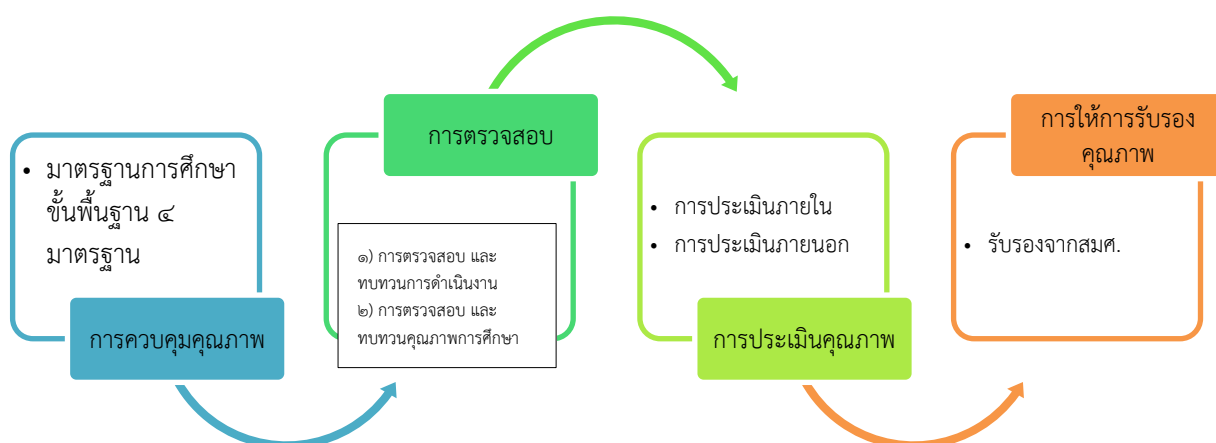 • มาตรฐานการศึกษา
ขั้นพื้นฐาน ๔
มาตรฐาน
การควบคุมคุณภาพ
การตรวจสอบ
๑) การตรวจสอบ และ
ทบทวนการดำเนินงาน
๒) การตรวจสอบ และ
ทบทวนคุณภาพการศึกษา
• การประเมินภายใน
• การประเมินภายนอก
การประเมินคุณภาพ
การให้การรับรอง
คุณภาพ
• รับรองจากสมศ.